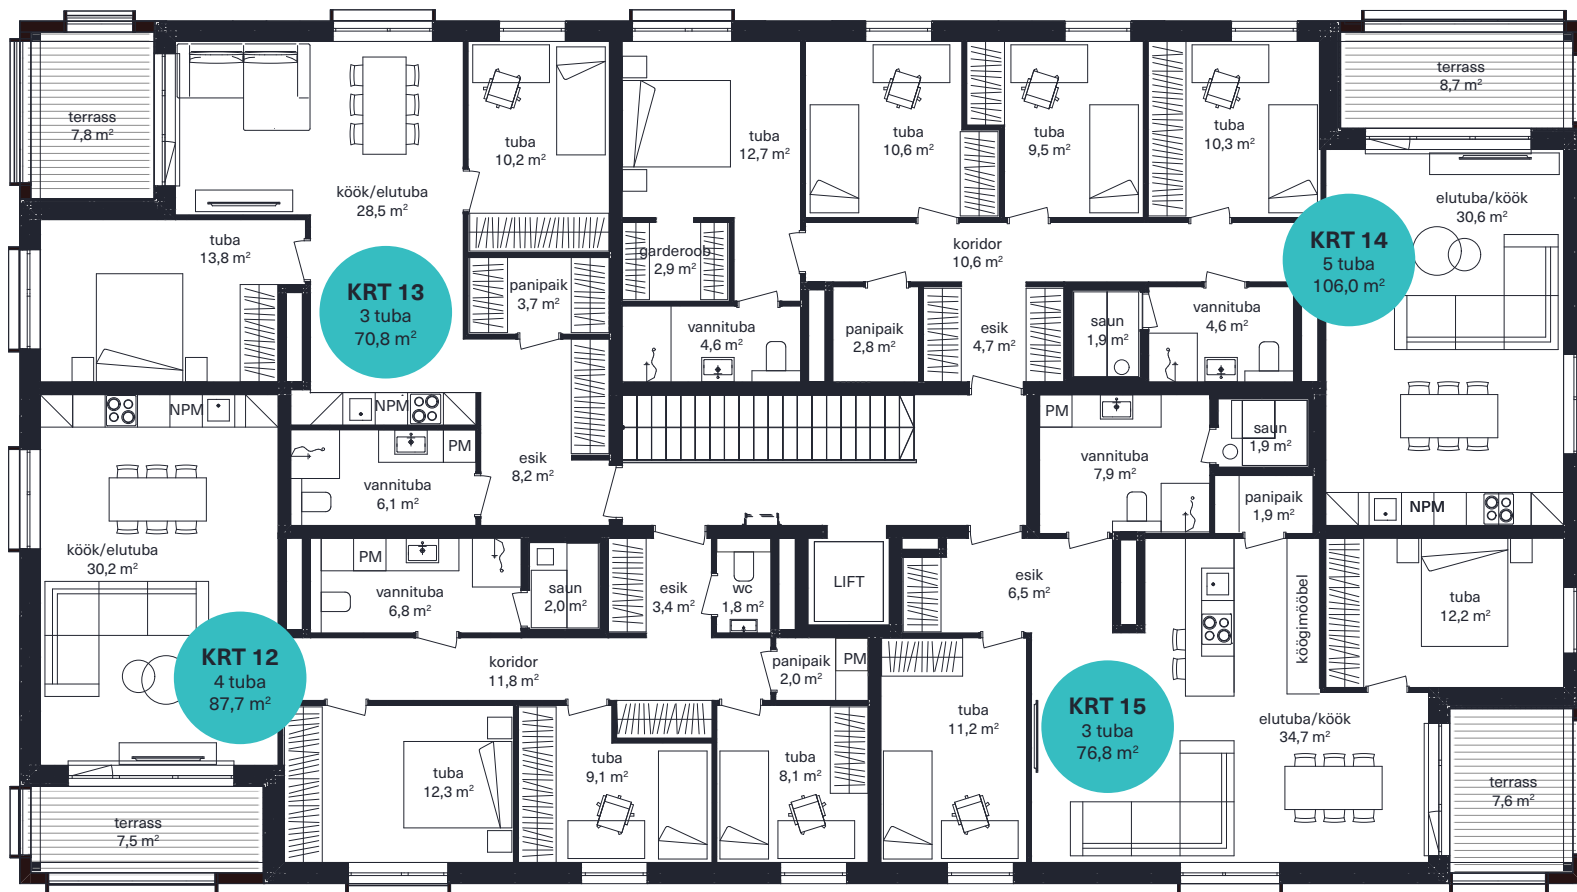 terrass
7,8 m²
köök/elutuba
28,5 m²
tuba
10,2 m²
tuba
13,8 m²
panipaik
3,7 m²
KRT 13
3 tuba
70,8 m²
NPM
PM
vannituba
6,1 m²
esik
8,2 m²
tuba
12,7 m²
garderoob
2,9 m²
vannituba
4,6 m²
tuba
10,6 m²
tuba
9,5 m²
tuba
10,3 m²
koridor
10,6 m²
panipaik
2,8 m²
esik
4,7 m²
saun
1,9 m²
vannituba
4,6 m²
terrass
8,7 m²
elutuba/köök
30,6 m²
KRT 14
5 tuba
106,0 m²
NPM
NPM
köök/elutuba
30,2 m²
KRT 12
4 tuba
87,7 m²
terrass
7,5 m²
PM
vannituba
6,8 m²
saun
2,0 m²
esik
3,4 m²
wc
1,8 m²
koridor
11,8 m²
panipaik
2,0 m²
PM
tuba
12,3 m²
tuba
9,1 m²
tuba
8,1 m²
LIFT
PM
vannituba
7,9 m²
saun
1,9 m²
panipaik
1,9 m²
esik
6,5 m²
köögimööbel
tuba
12,2 m²
tuba
11,2 m²
KRT 15
3 tuba
76,8 m²
elutuba/köök
34,7 m²
terrass
7,6 m²